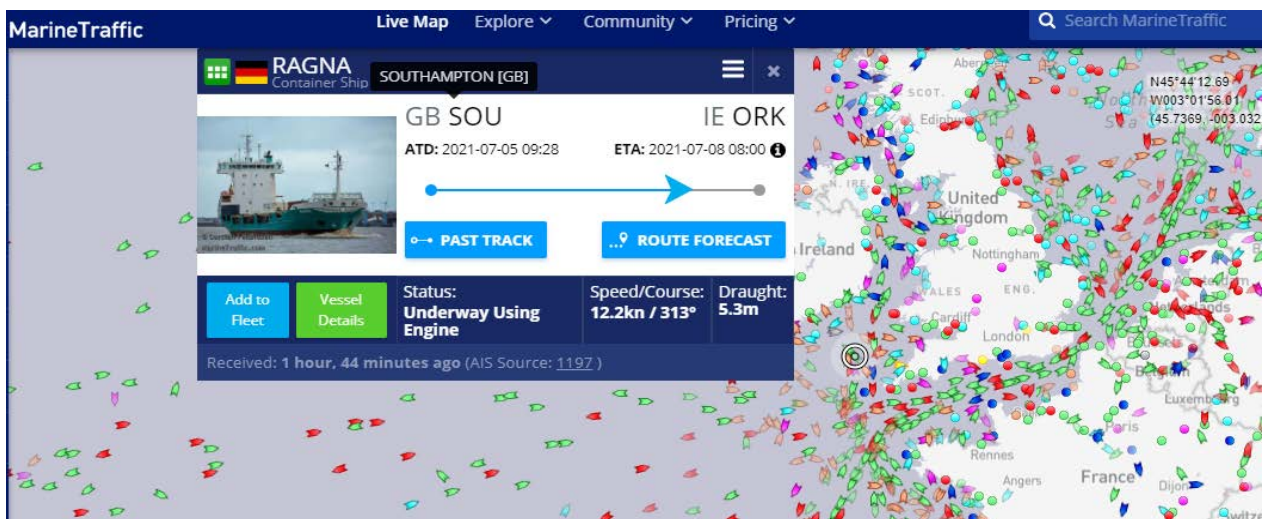 MarineTraffic
Live Map Explore Community Pricing
Search MarineTraffic
RAGNA
Container Ship
SOUTHAMPTON [GB]
GB SOU IE ORK
ATD: 2021-07-05 09:28 ETA: 2021-07-08 08:00
PAST TRACK
ROUTE FORECAST
Add to
Fleet
Vessel
Details
Status:
Underway Using
Engine
Speed/Course:
12.2kn / 313°
Draught:
5.3m
Received: 1 hour, 44 minutes ago (AIS Source: 1197 )
N45°44'12.69
W003°01'56.01
(45.7369, -003.032
SCOT.
N. IRE.
United
Kingdom
Ireland
Nottingham
WALES
ENG.
Cardiff
London
Belgium
Paris
Rennes
Angers
France
Dijon